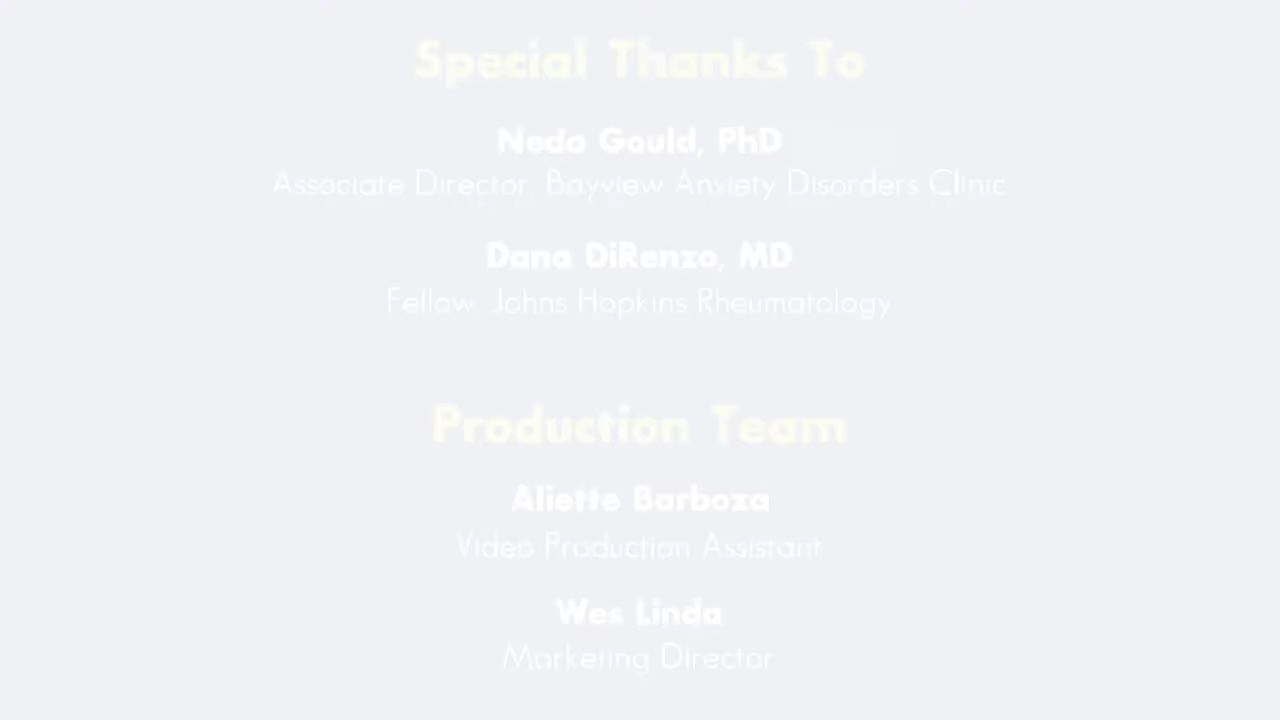 Special Thanks To
Neda Gould, PhD
Associate Director, Bayview Anxiety Disorders Clinic
Dana DiRenzo, MD
Fellow, Johns Hopkins Rheumatology
Production Team
Aliette Barboza
Video Production Assistant
Wes Linda
Marketing Director